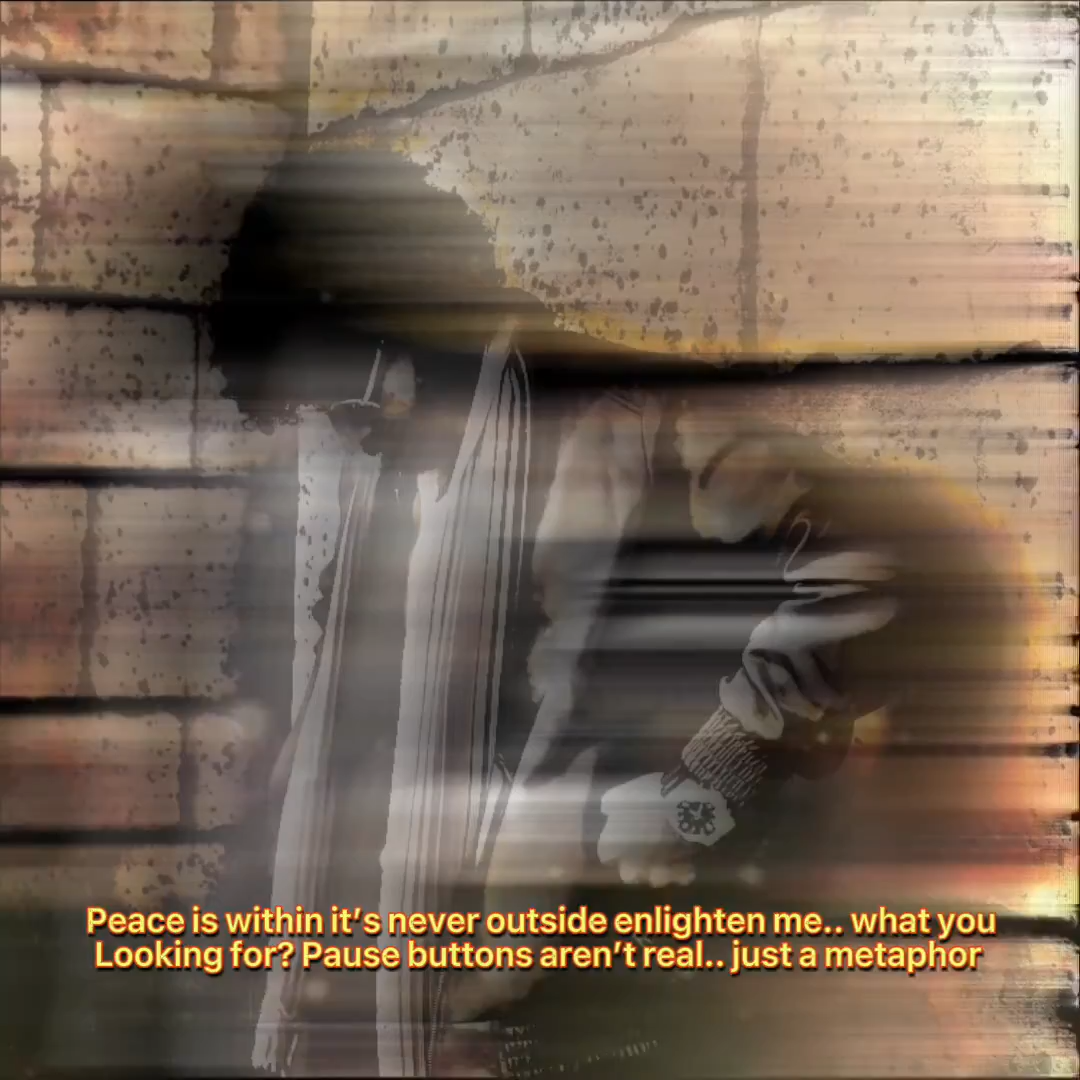 Peace is within it’s never outside enlighten me.. what you
Looking for? Pause buttons aren’t real.. just a metaphor